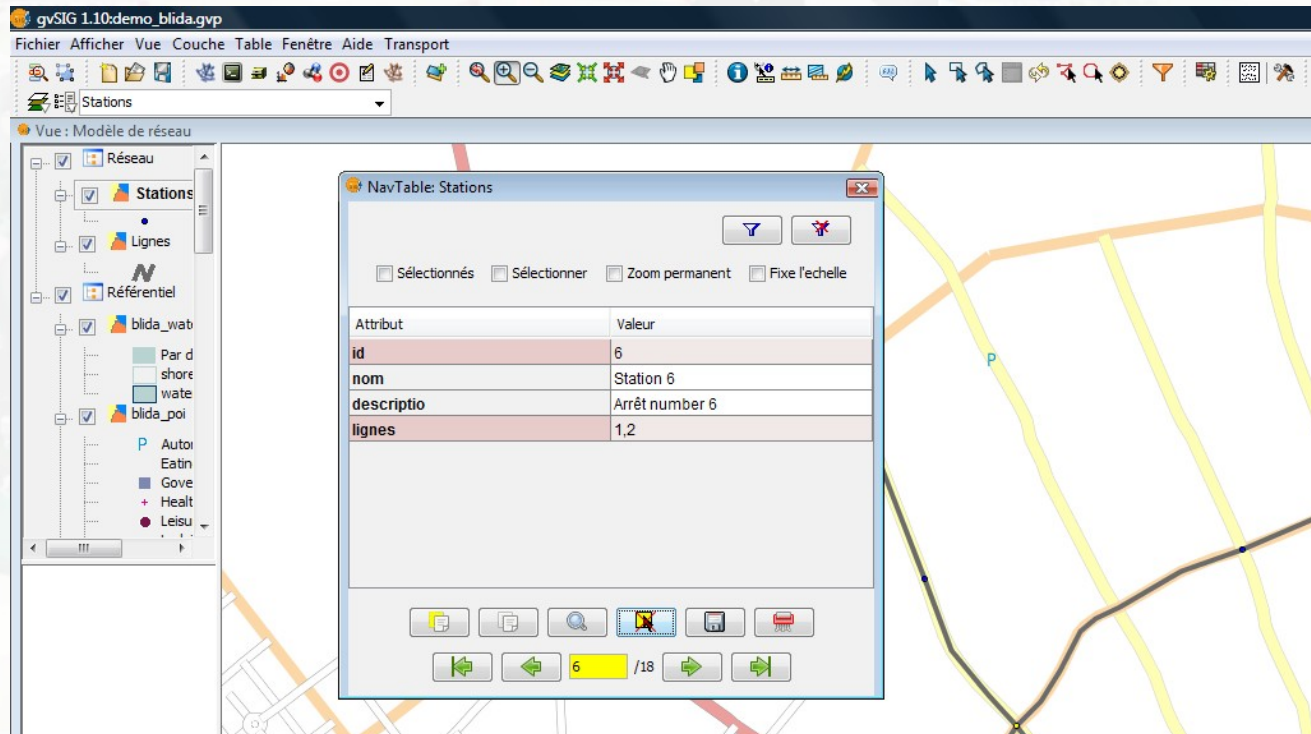 gvSIG 1.10:demo_blida.gvp
Fichier Afficher Vue Couche Table Fenêtre Aide Transport
Stations
Vue : Modèle de réseau
Réseau
Stations
Lignes
Référentiel
blida_wat
Par d
shore
wate
blida_poi
P Autor
Eatin
Gove
Healt
Leisu
NavTable: Stations
Sélectionnés Sélectionner Zoom permanent Fixe l'echelle
Attribut Valeur
id 6
nom Station 6
descriptio Arrêt number 6
lignes 1,2
6 /18
P